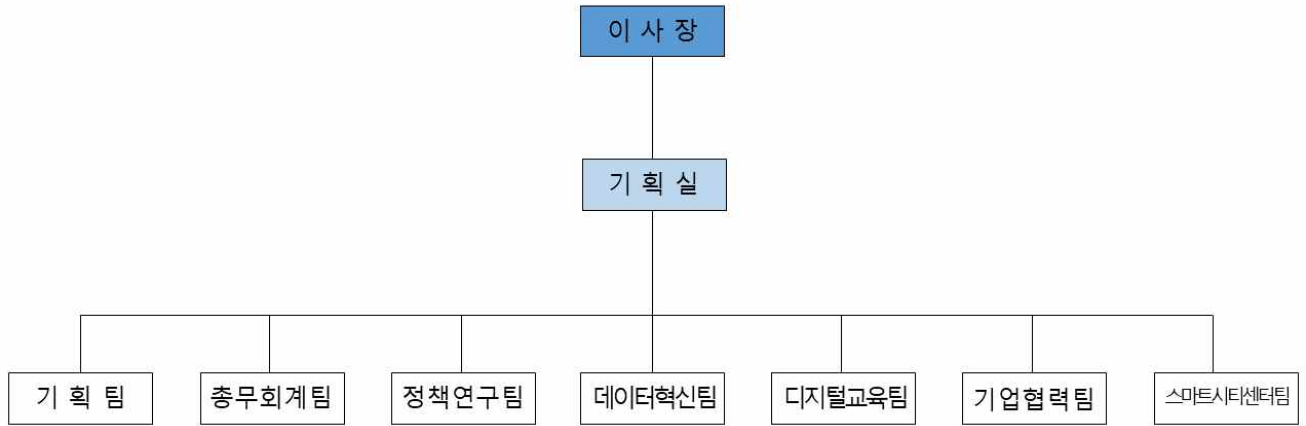 이 사 장
기 획 실
기 획 팀
총무회계팀
정책연구팀
데이터혁신팀
디지털교육팀
기업협력팀
스마트시티센터팀